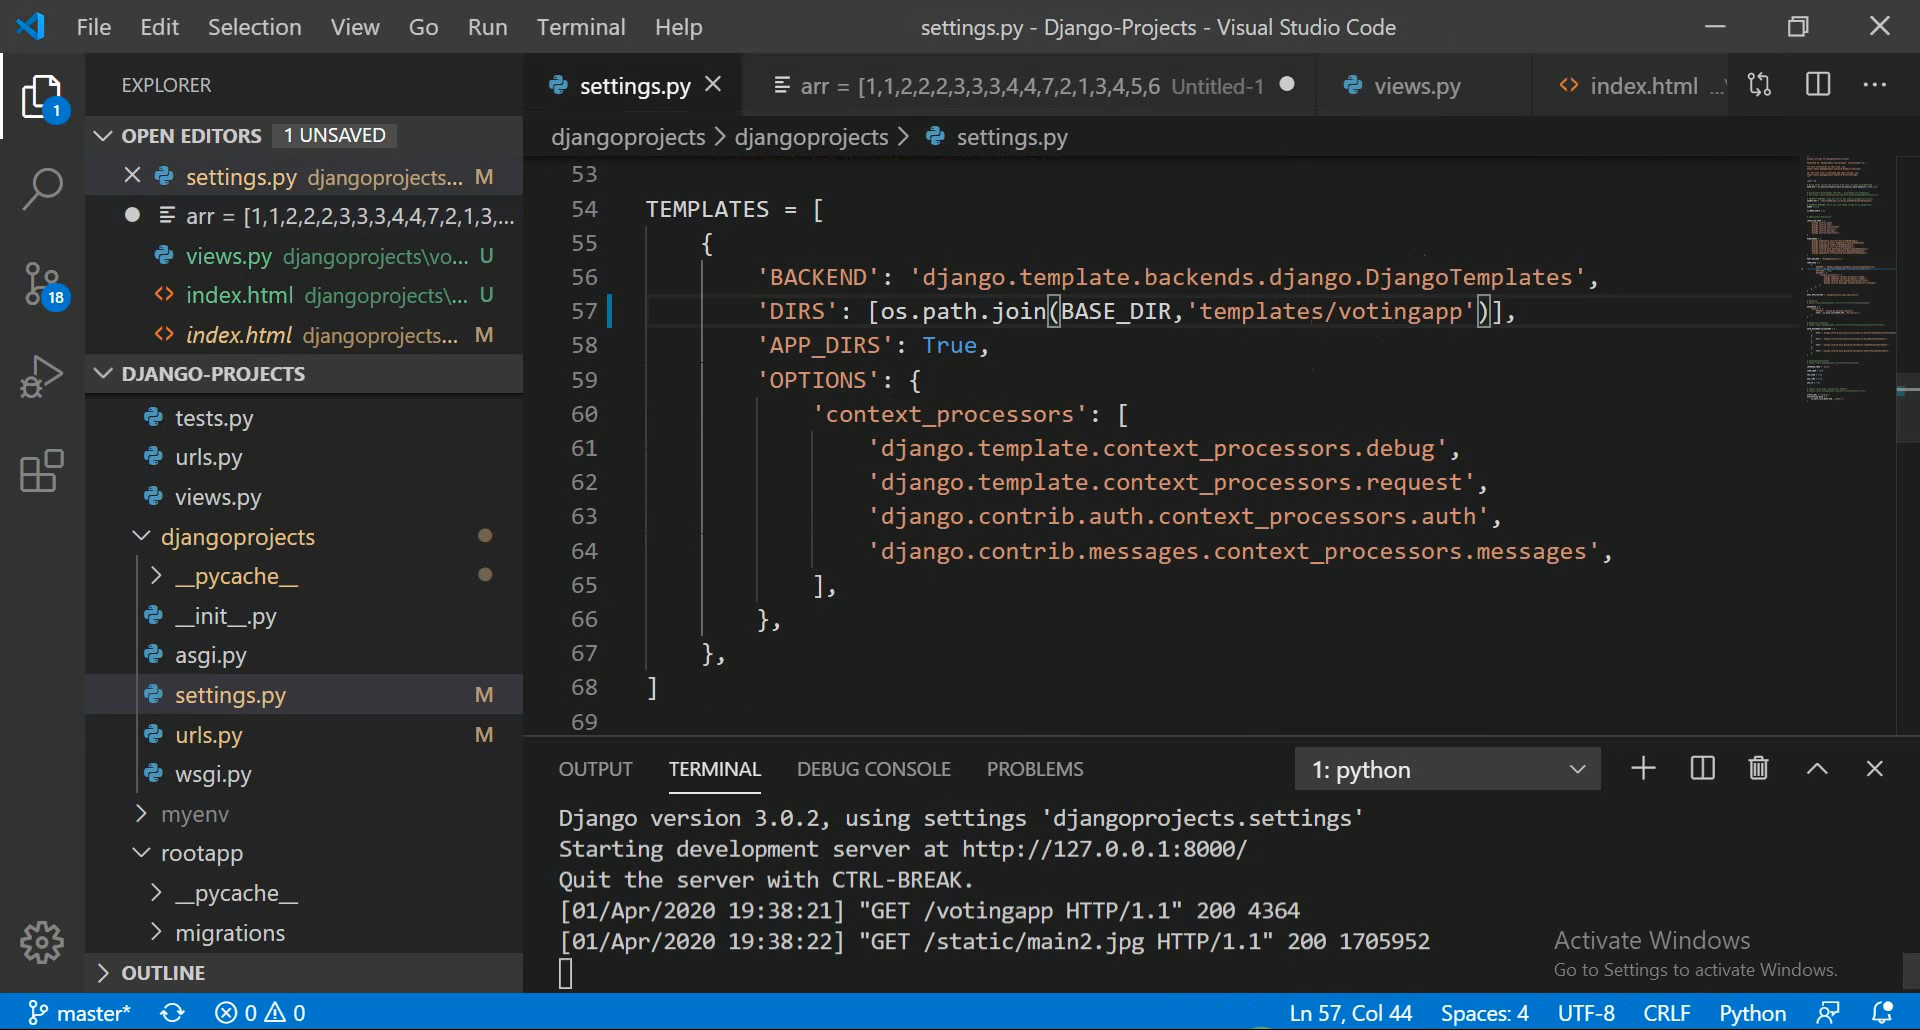 File Edit Selection View Go Run Terminal Help
settings.py - Django-Projects - Visual Studio Code
1
18
EXPLORER
OPEN EDITORS 1 UNSAVED
settings.py djangoprojects... M
arr = [1,1,2,2,2,3,3,3,4,4,7,2,1,3,...
views.py djangoprojects\vo... U
index.html djangoprojects\... U
index.html djangoprojects... M
DJANGO-PROJECTS
tests.py
urls.py
views.py
djangoprojects
__pycache__
__init__.py
asgi.py
settings.py M
urls.py M
wsgi.py
myenv
rootapp
__pycache__
migrations
OUTLINE
settings.py
arr = [1,1,2,2,2,3,3,3,4,4,7,2,1,3,4,5,6 Untitled-1
views.py
index.html ...
djangoprojects > djangoprojects > settings.py
53
54 TEMPLATES = [
55 {
56 'BACKEND': 'django.template.backends.django.DjangoTemplates',
57 'DIRS': [os.path.join(BASE_DIR,'templates/votingapp')],
58 'APP_DIRS': True,
59 'OPTIONS': {
60 'context_processors': [
61 'django.template.context_processors.debug',
62 'django.template.context_processors.request',
63 'django.contrib.auth.context_processors.auth',
64 'django.contrib.messages.context_processors.messages',
65 ],
66 },
67 },
68 ]
69
OUTPUT TERMINAL DEBUG CONSOLE PROBLEMS 1: python
Django version 3.0.2, using settings 'djangoprojects.settings'
Starting development server at http://127.0.0.1:8000/
Quit the server with CTRL-BREAK.
[01/Apr/2020 19:38:21] "GET /votingapp HTTP/1.1" 200 4364
[01/Apr/2020 19:38:22] "GET /static/main2.jpg HTTP/1.1" 200 1705952
Activate Windows
Go to Settings to activate Windows.
master* 0 0 Ln 57, Col 44 Spaces: 4 UTF-8 CRLF Python